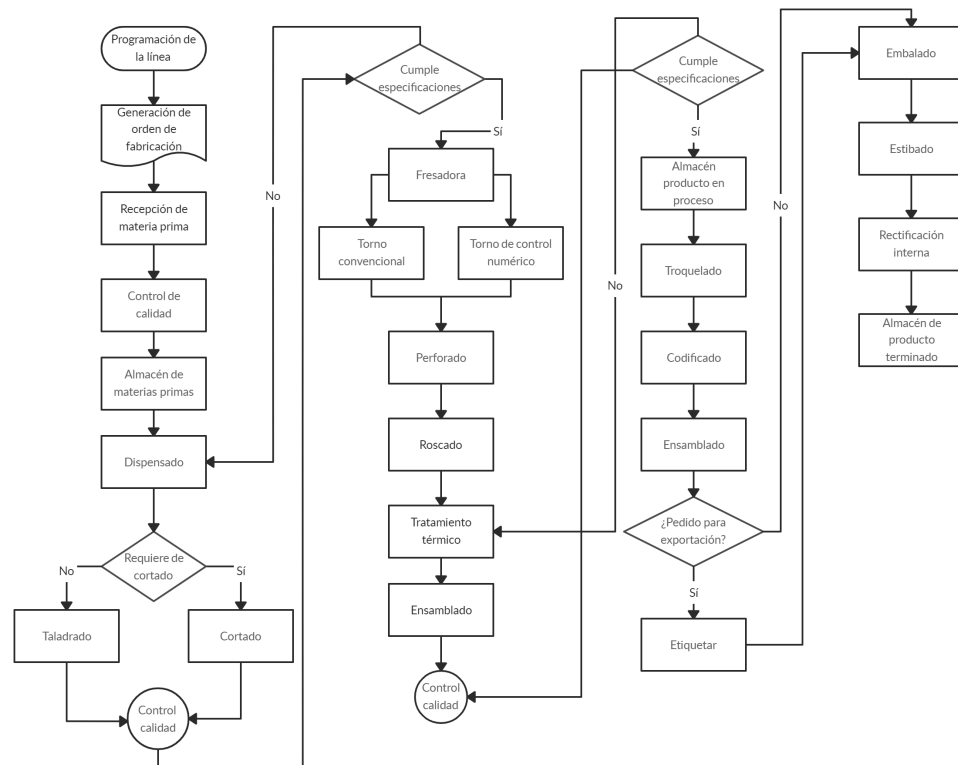 Programación de
la línea
Generación de
orden de
fabricación
Recepción de
materia prima
Control de
calidad
Almacén de
materias primas
Dispensado
Requiere de
cortado
No
Sí
Taladrado
Cortado
Control
calidad
No
Cumple
especificaciones
Sí
Fresadora
Torno
convencional
Torno de control
numérico
Perforado
Roscado
Tratamiento
térmico
Ensamblado
Control
calidad
No
Cumple
especificaciones
Sí
Almacén
producto en
proceso
Troquelado
Codificado
Ensamblado
¿Pedido para
exportación?
Sí
Etiquetar
No
Embalado
Estibado
Rectificación
interna
Almacén de
producto
terminado